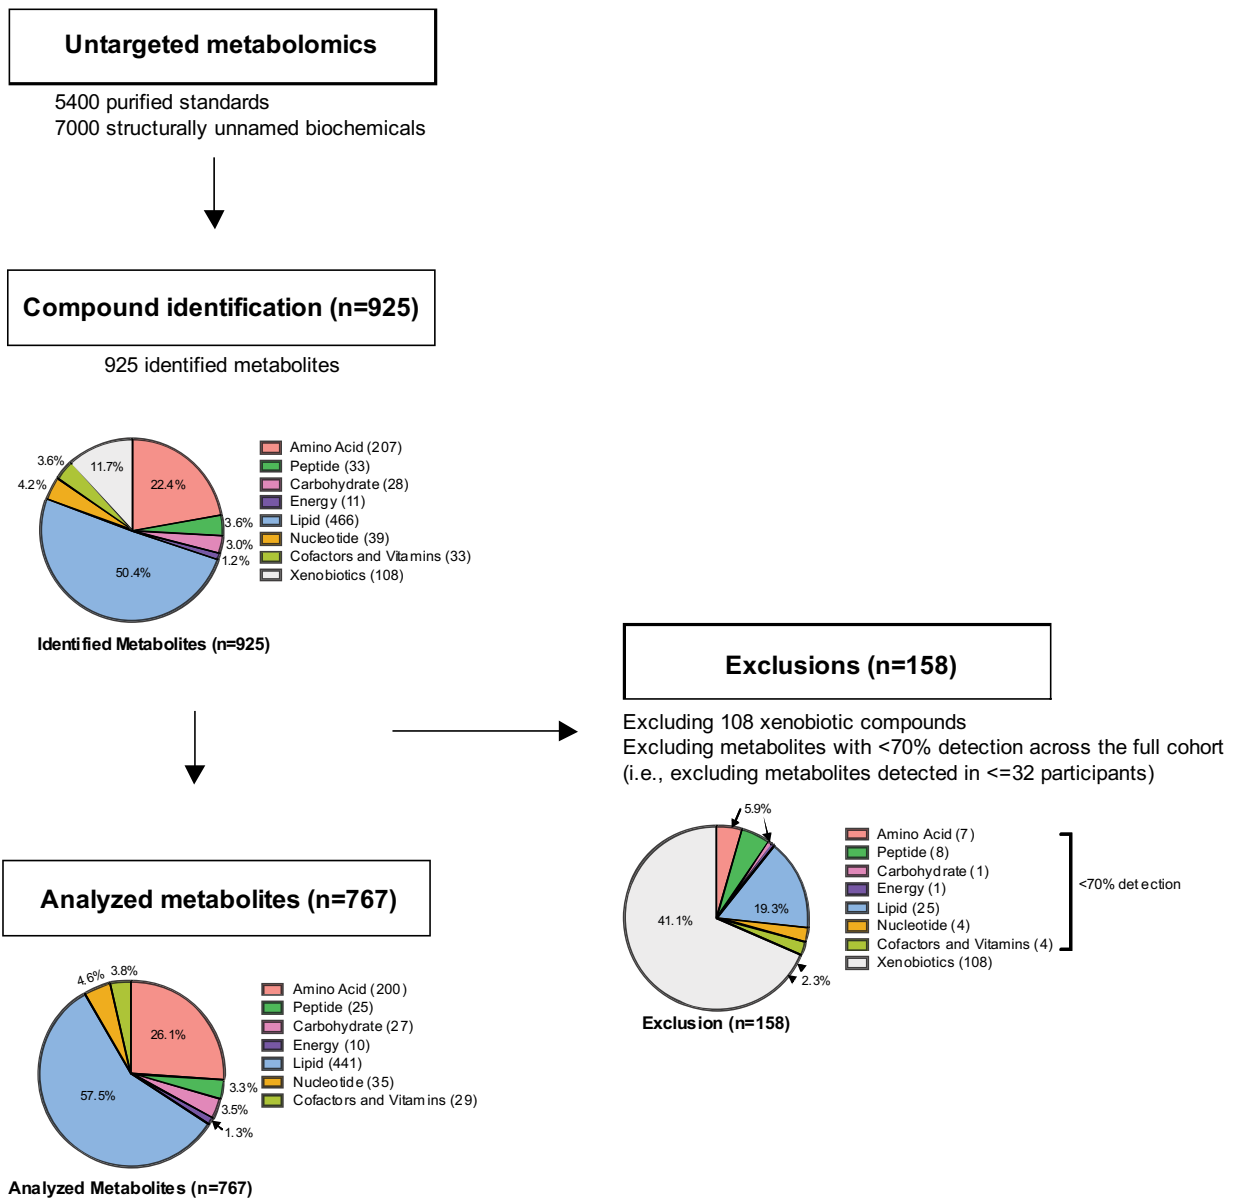 Untargeted metabolomics
5400 purified standards
7000 structurally unnamed biochemicals
Compound identification (n=925)
925 identified metabolites
3.6%
11.7%
4.2%
22.4%
3.6%
3.0%
1.2%
50.4%
Amino Acid (207)
Peptide (33)
Carbohydrate (28)
Energy (11)
Lipid (466)
Nucleotide (39)
Cofactors and Vitamins (33)
Xenobiotics (108)
Identified Metabolites (n=925)
Exclusions (n=158)
Excluding 108 xenobiotic compounds
Excluding metabolites with <70% detection across the full cohort
(i.e., excluding metabolites detected in <=32 participants)
5.9%
19.3%
41.1%
2.3%
Amino Acid (7)
Peptide (8)
Carbohydrate (1)
Energy (1)
Lipid (25)
Nucleotide (4)
Cofactors and Vitamins (4)
Xenobiotics (108)
<70% detection
Exclusion (n=158)
Analyzed metabolites (n=767)
4.6%
3.8%
26.1%
3.3%
3.5%
1.3%
57.5%
Amino Acid (200)
Peptide (25)
Carbohydrate (27)
Energy (10)
Lipid (441)
Nucleotide (35)
Cofactors and Vitamins (29)
Analyzed Metabolites (n=767)